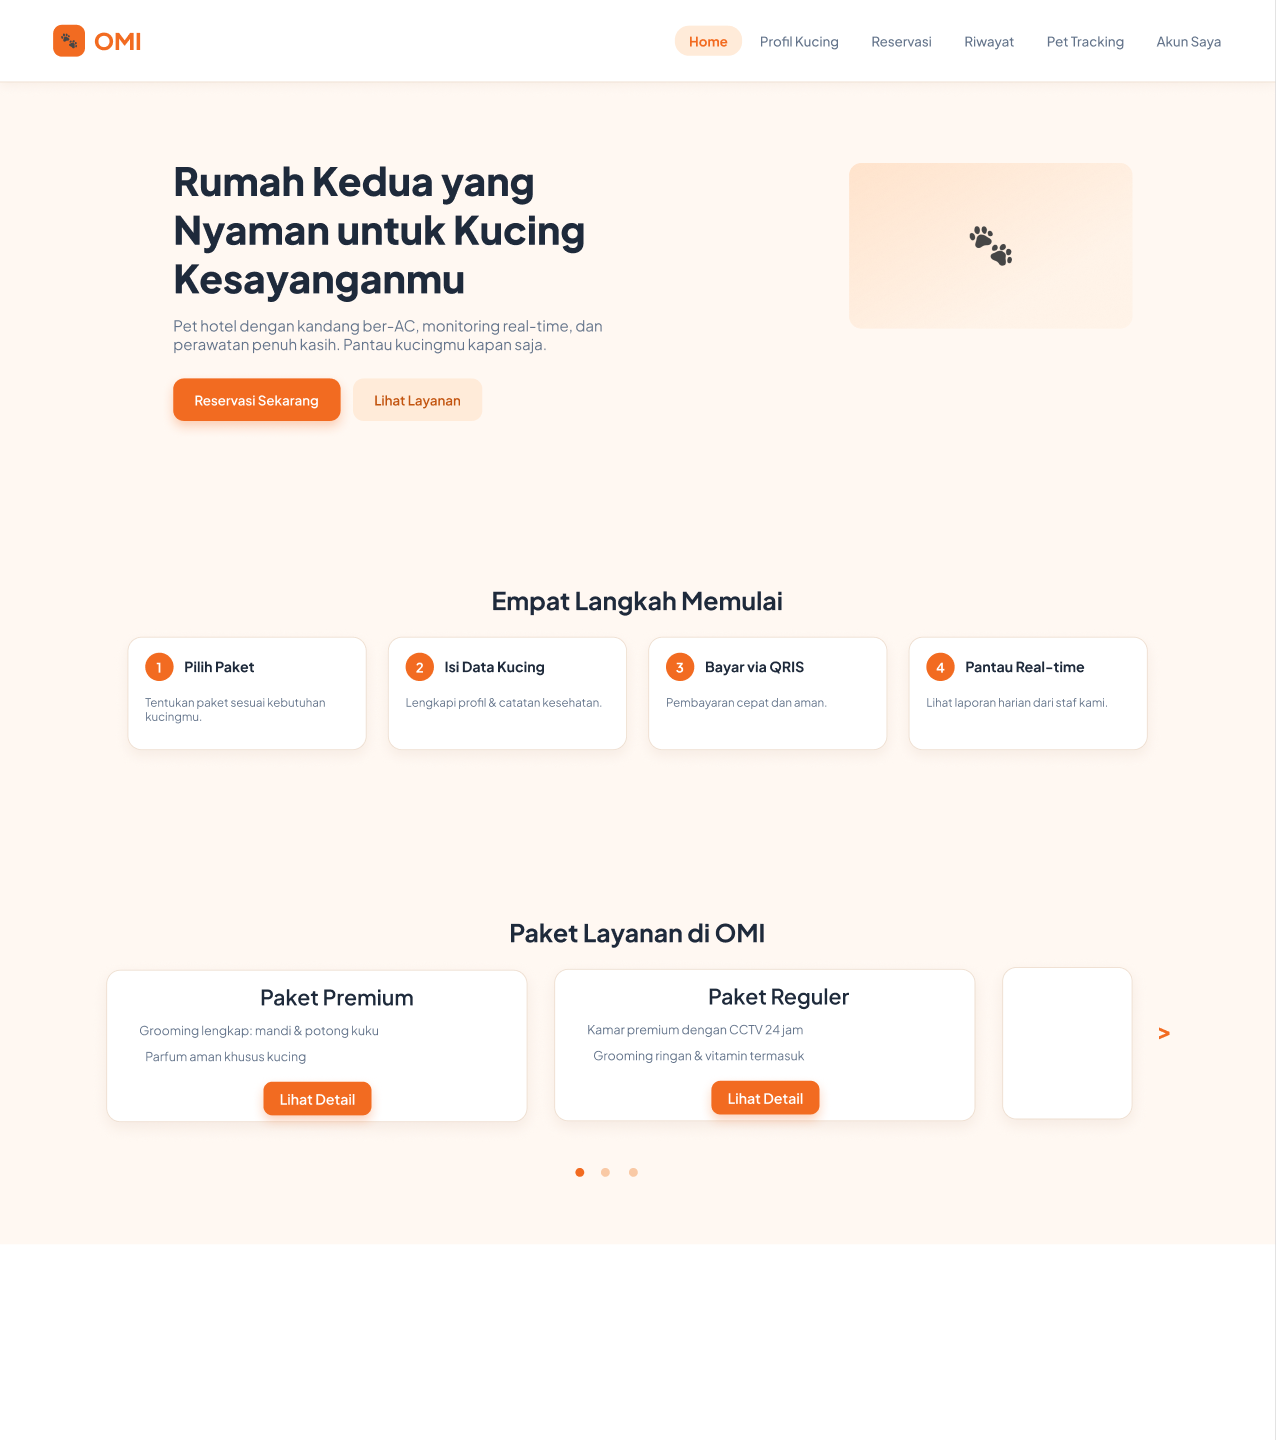 OMI
Home Profil Kucing Reservasi Riwayat Pet Tracking Akun Saya
Rumah Kedua yang
Nyaman untuk Kucing
Kesayanganmu
Pet hotel dengan kandang ber-AC, monitoring real-time, dan
perawatan penuh kasih. Pantau kucingmu kapan saja.
Reservasi Sekarang
Lihat Layanan
Empat Langkah Memulai
1 Pilih Paket
Tentukan paket sesuai kebutuhan
kucingmu.
2 Isi Data Kucing
Lengkapi profil & catatan kesehatan.
3 Bayar via QRIS
Pembayaran cepat dan aman.
4 Pantau Real-time
Lihat laporan harian dari staf kami.
Paket Layanan di OMI
Paket Premium
Grooming lengkap: mandi & potong kuku
Parfum aman khusus kucing
Lihat Detail
Paket Reguler
Kamar premium dengan CCTV 24 jam
Grooming ringan & vitamin termasuk
Lihat Detail
>